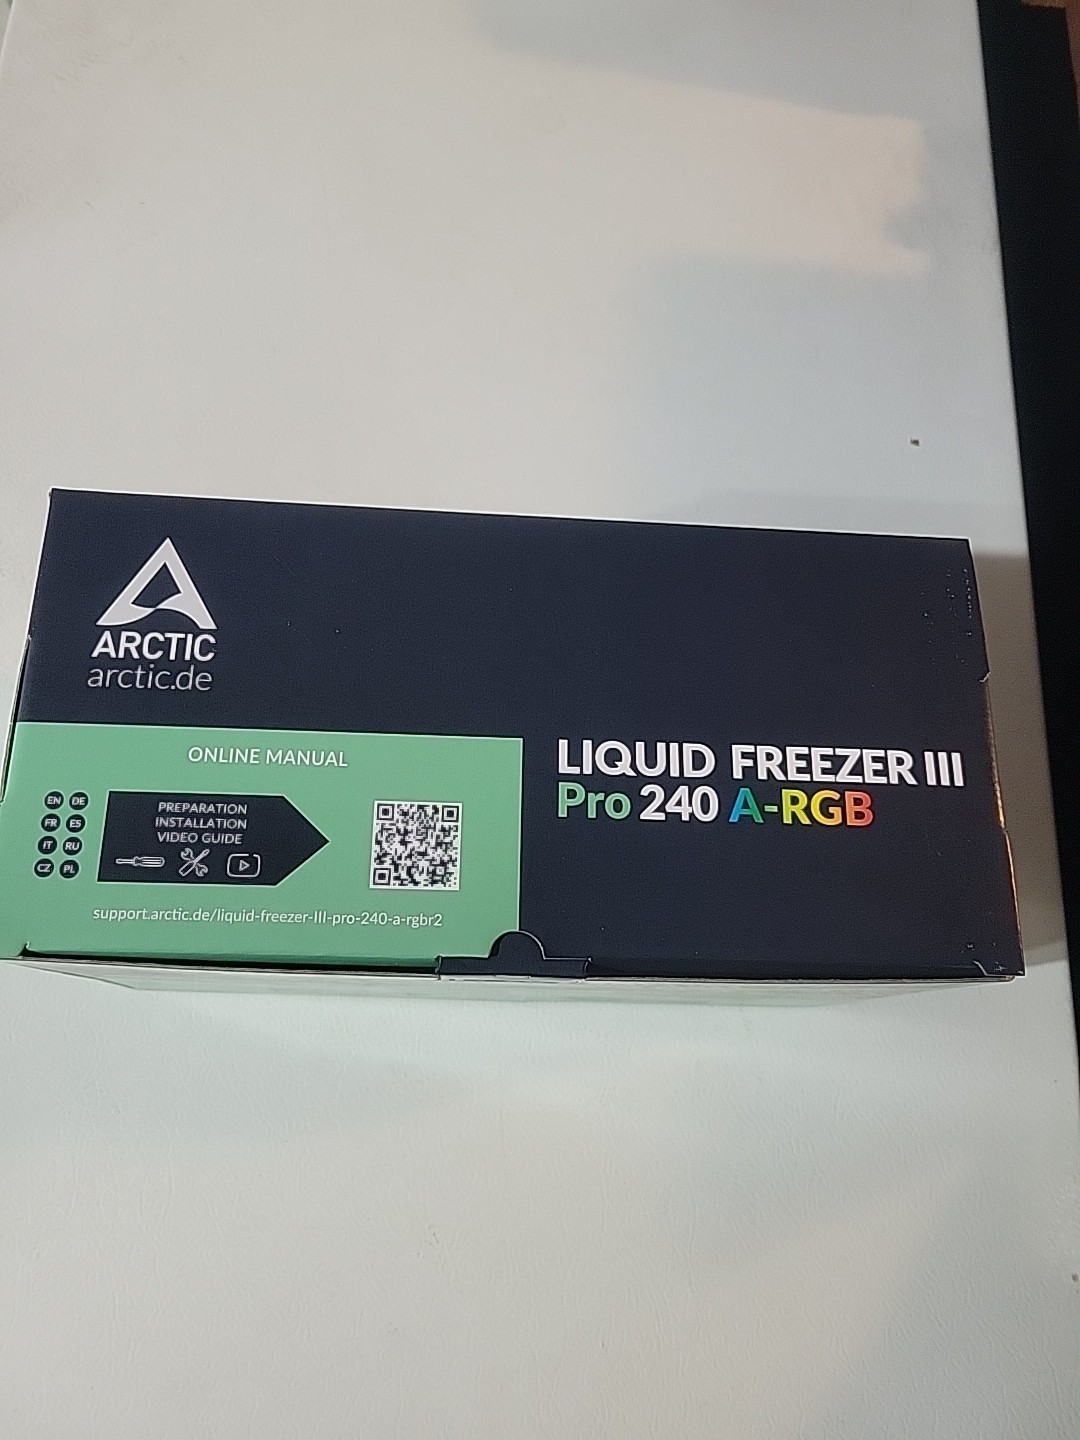 ARCTIC
arctic.de
ONLINE MANUAL
EN DE
FR ES
IT RU
CZ PL
PREPARATION
INSTALLATION
VIDEO GUIDE
support.arctic.de/liquid-freezer-III-pro-240-a-rgbr2
LIQUID FREEZER III
Pro 240 A-RGB